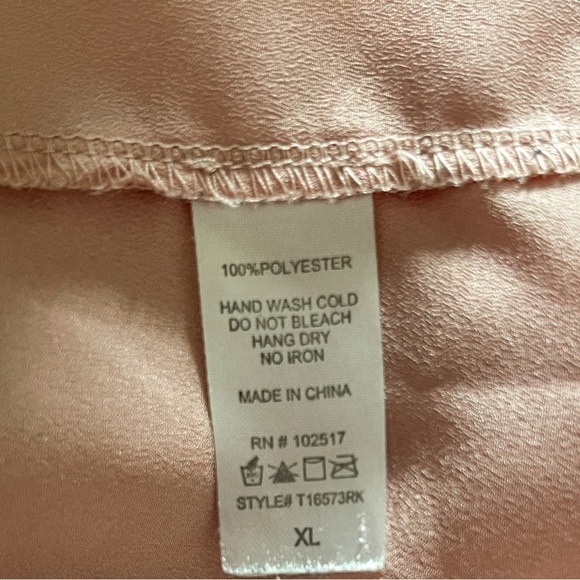 100%POLYESTER
HAND WASH COLD
DO NOT BLEACH
HANG DRY
NO IRON
MADE IN CHINA
RN # 102517
STYLE# T16573RK
XL